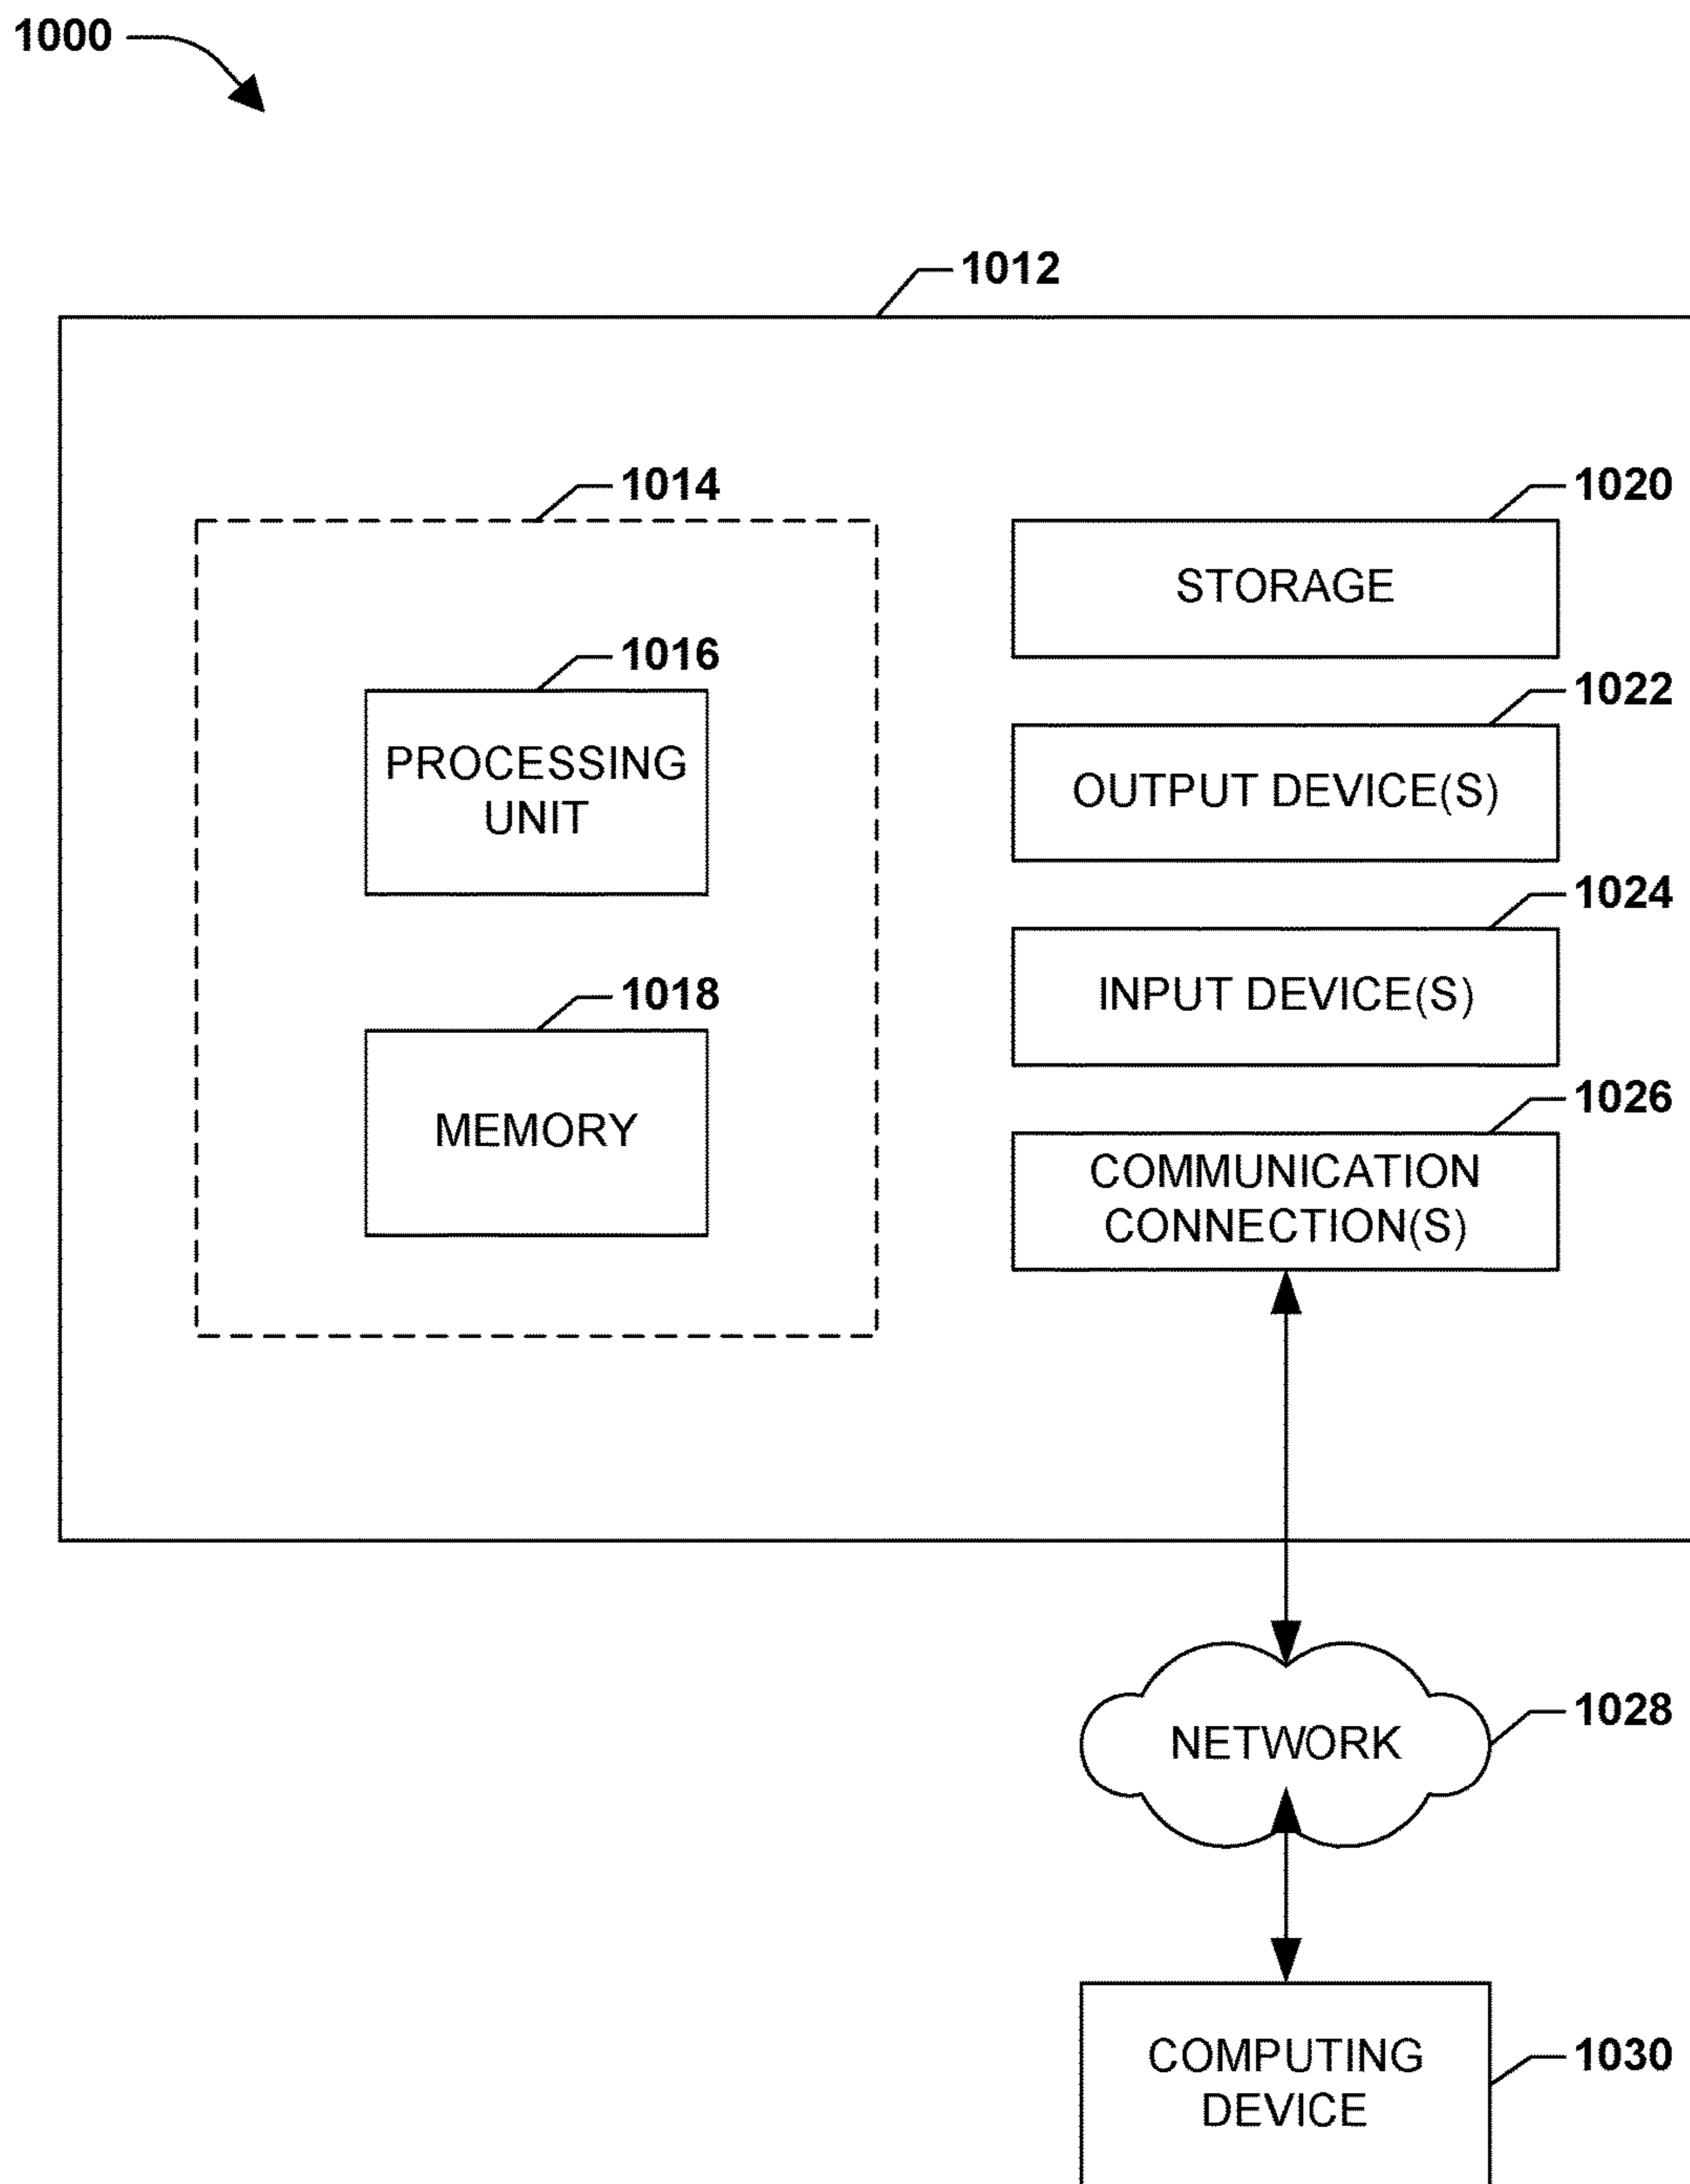 1000
1012
1014
1016
PROCESSING
UNIT
1018
MEMORY
1020
STORAGE
1022
OUTPUT DEVICE(S)
1024
INPUT DEVICE(S)
1026
COMMUNICATION
CONNECTION(S)
1028
NETWORK
1030
COMPUTING
DEVICE